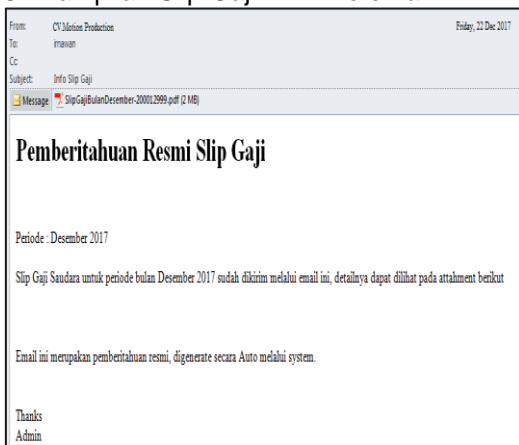 From: CV.Motion Production Friday, 22 Dec 2017
To: irnawan
Cc:
Subject: Info Slip Gaji
Message SlipGajiBulanDesember-200012999.pdf (2 MB)
Pemberitahuan Resmi Slip Gaji
Periode : Desember 2017
Slip Gaji Saudara untuk periode bulan Desember 2017 sudah dikirim melalui email ini, detailnya dapat dilihat pada attahment berikut
Email ini merupakan pemberitahuan resmi, digenerate secara Auto melalui system.
Thanks
Admin